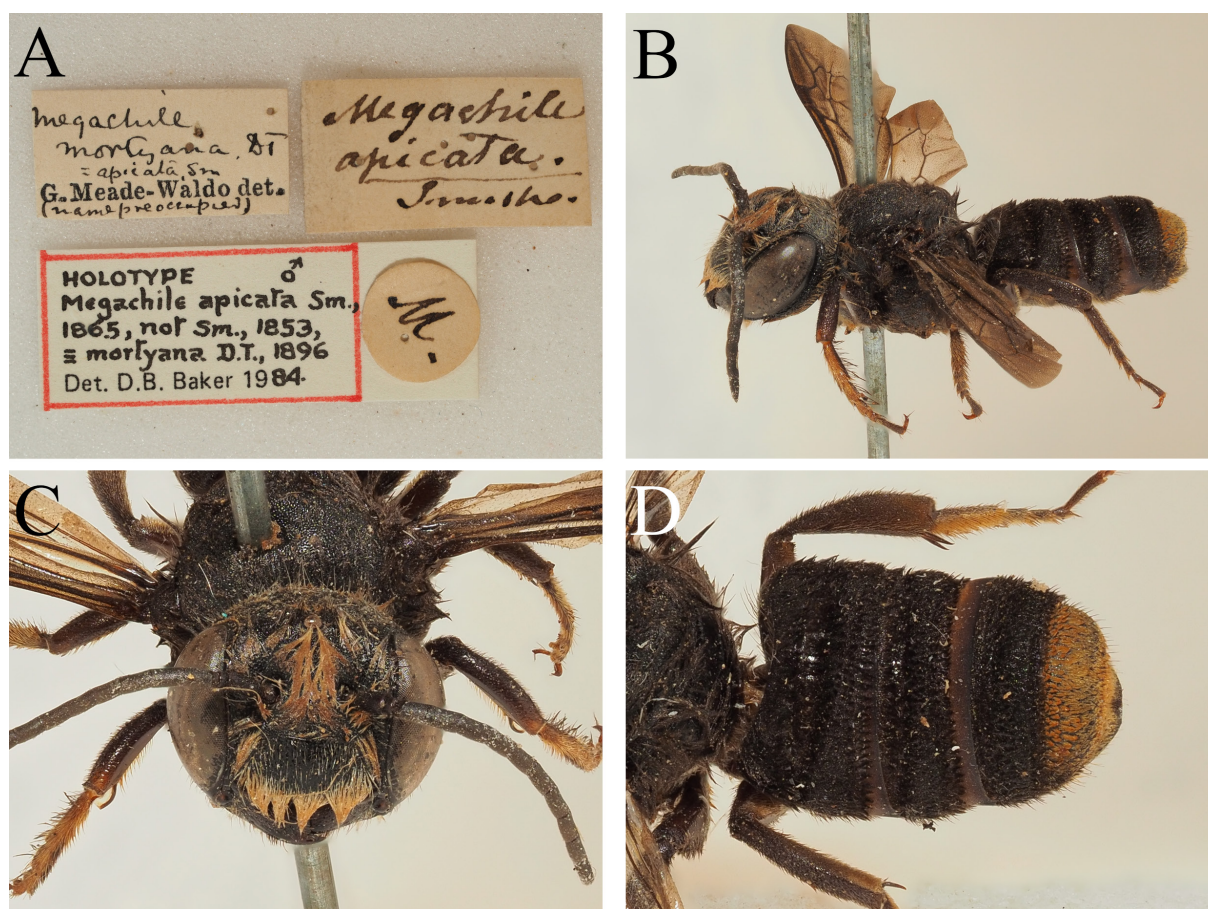 A
megachile
mortyana. DT
= apicata, Sm
G. Meade-Waldo det.
(name preoccupied)
Megachile
apicata.
HOLOTYPE ♂
Megachile apicata Sm.,
1865, not Sm., 1853,
= mortyana D.T., 1896
Det. D.B. Baker 1984.
M.
B
C
D